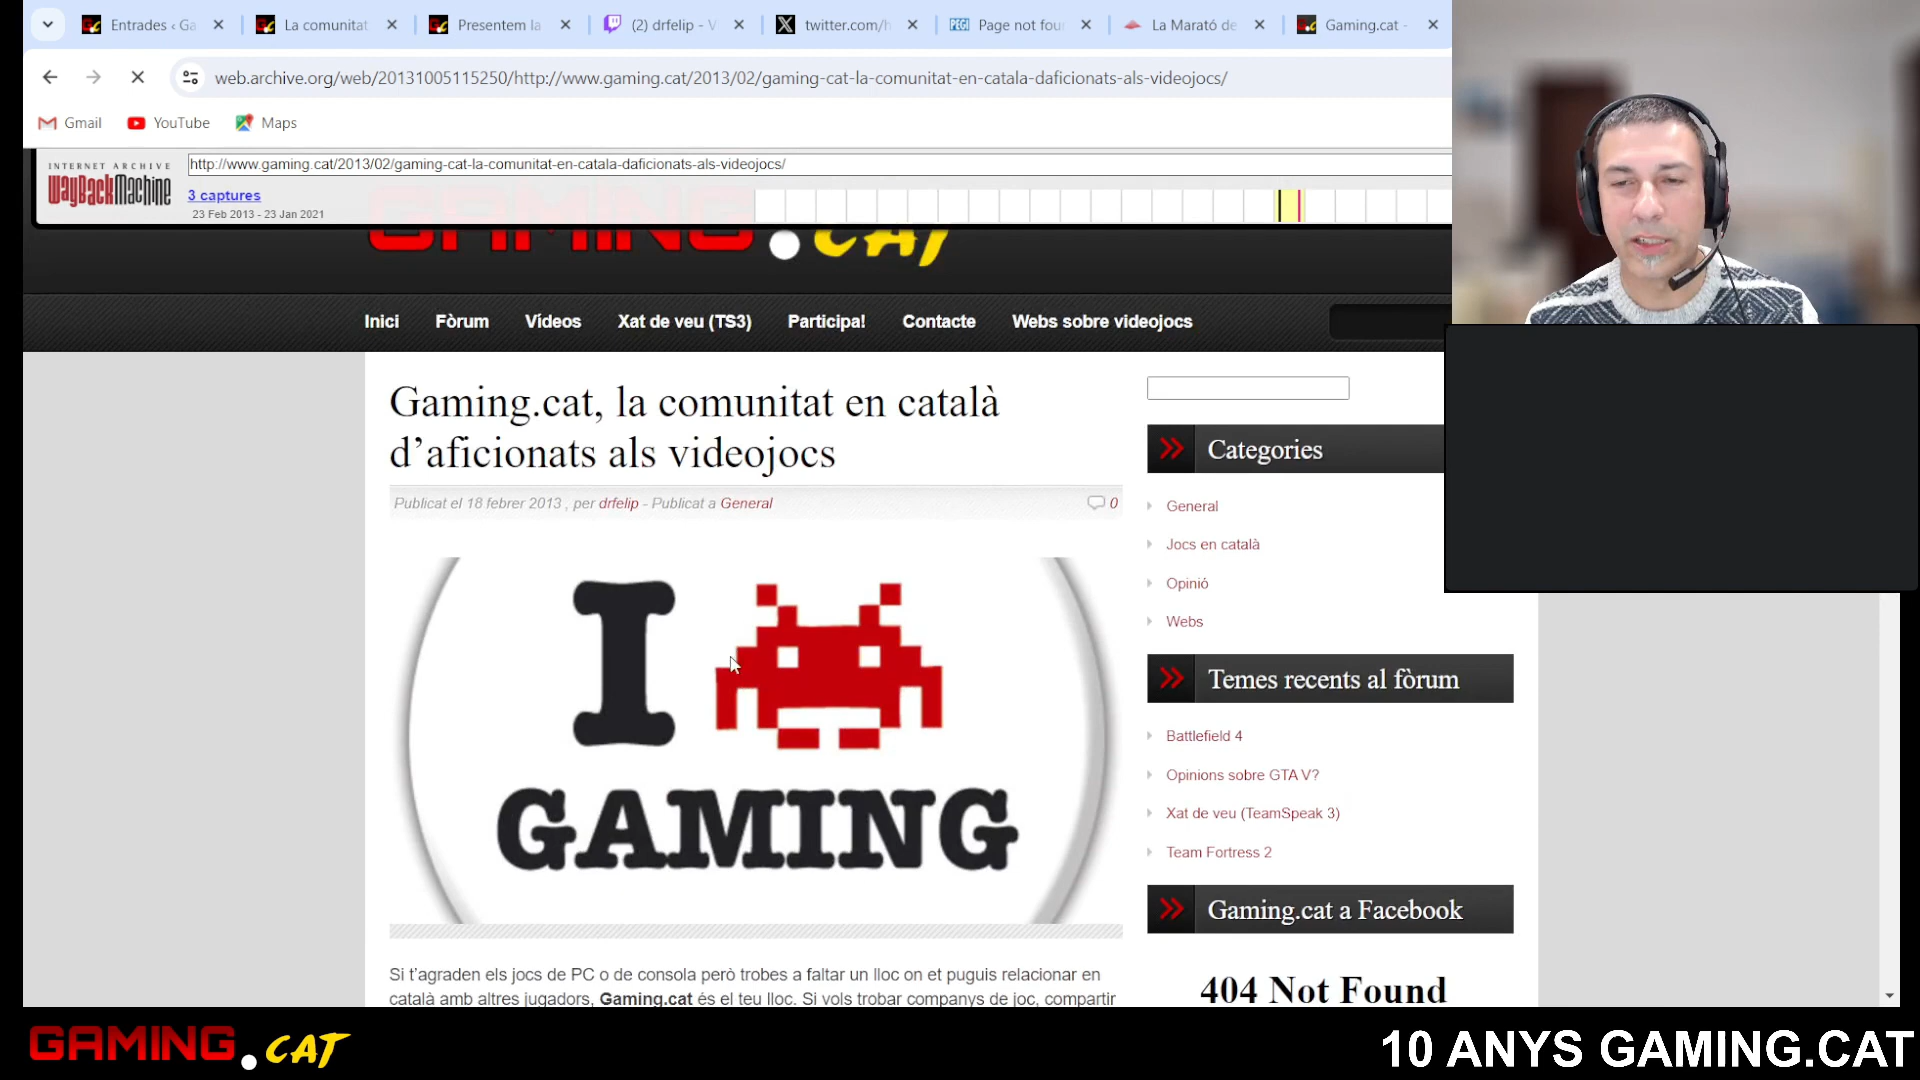 Entrades ‹ Ga
La comunitat
Presentem la
(2) drfelip - V
twitter.com/h
Page not four
La Marató de
Gaming.cat -
web.archive.org/web/20131005115250/http://www.gaming.cat/2013/02/gaming-cat-la-comunitat-en-catala-daficionats-als-videojocs/
Gmail
YouTube
Maps
INTERNET ARCHIVE
WayBackMachine
http://www.gaming.cat/2013/02/gaming-cat-la-comunitat-en-catala-daficionats-als-videojocs/
3 captures
23 Feb 2013 - 23 Jan 2021
GAMING.CAT
Inici
Fòrum
Vídeos
Xat de veu (TS3)
Participa!
Contacte
Webs sobre videojocs
Gaming.cat, la comunitat en català
d’aficionats als videojocs
Publicat el 18 febrer 2013 , per drfelip - Publicat a General
0
I
GAMING
Si t’agraden els jocs de PC o de consola però trobes a faltar un lloc on et puguis relacionar en
català amb altres jugadors, Gaming.cat és el teu lloc. Si vols trobar companys de joc, compartir
Categories
General
Jocs en català
Opinió
Webs
Temes recents al fòrum
Battlefield 4
Opinions sobre GTA V?
Xat de veu (TeamSpeak 3)
Team Fortress 2
Gaming.cat a Facebook
404 Not Found
GAMING.CAT
10 ANYS GAMING.CAT